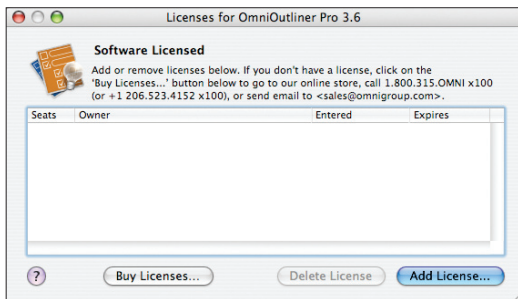 Licenses for OmniOutliner Pro 3.6
Software Licensed
Add or remove licenses below. If you don't have a license, click on the
'Buy Licenses...' button below to go to our online store, call 1.800.315.OMNI x100
(or +1 206.523.4152 x100), or send email to <sales@omnigroup.com>.
Seats Owner Entered Expires
? Buy Licenses... Delete License Add License...